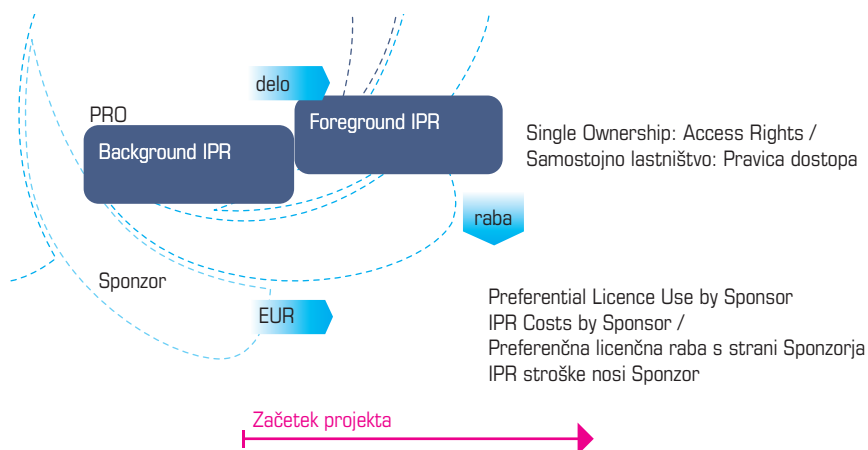 delo
PRO
Background IPR
Foreground IPR
Single Ownership: Access Rights /
Samostojno lastništvo: Pravica dostopa
raba
Sponzor
EUR
Preferential Licence Use by Sponsor
IPR Costs by Sponsor /
Preferenčna licenčna raba s strani Sponzorja
IPR stroške nosi Sponzor
Začetek projekta